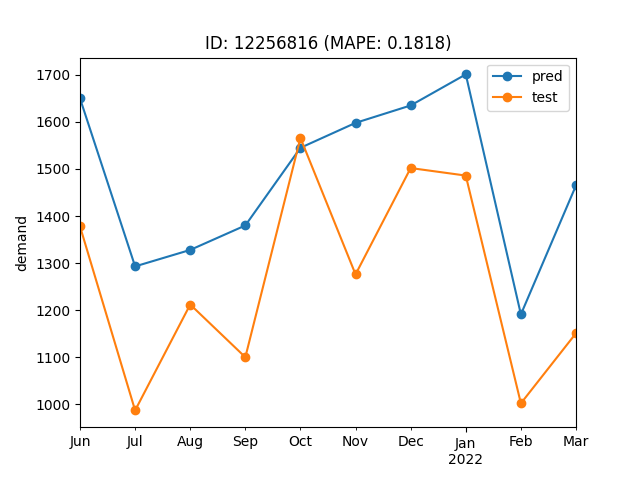 ID: 12256816 (MAPE: 0.1818)
pred
test
demand
1700
1600
1500
1400
1300
1200
1100
1000
Jun Jul Aug Sep Oct Nov Dec Jan Feb Mar
2022